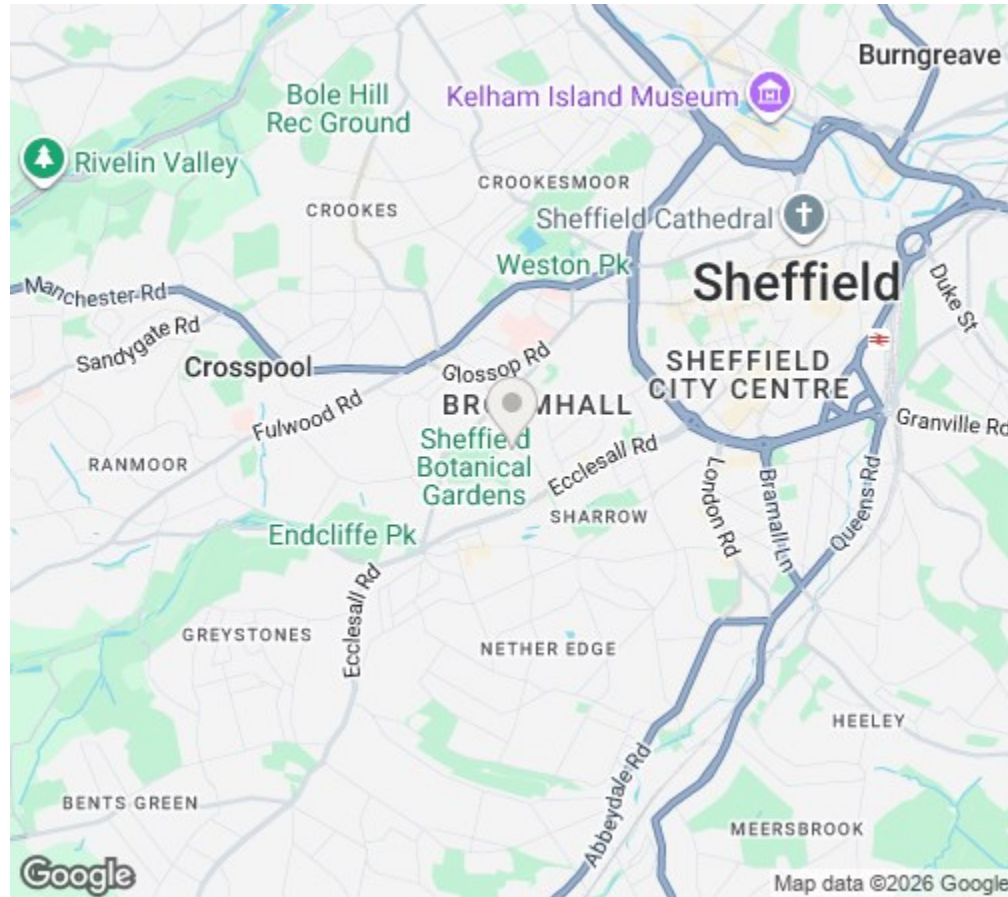 Burngreave
Bole Hill
Rec Ground
Kelham Island Museum
Rivelin Valley
CROOKESMOOR
CROOKES
Sheffield Cathedral
Weston Pk
Sheffield
Duke St
Manchester Rd
Sandygate Rd
Crosspool
Glossop Rd
SHEFFIELD
CITY CENTRE
Fulwood Rd
BR MHALL
Granville Rd
Sheffield
Botanical
Gardens
Ecclesall Rd
RANMOOR
SHARROW
London Rd
Bramall Ln
Queens Rd
Endcliffe Pk
Ecclesall Rd
GREYSTONES
NETHER EDGE
HEELEY
Abbeydale Rd
BENTS GREEN
MEERSBROOK
Google
Map data ©2026 Google